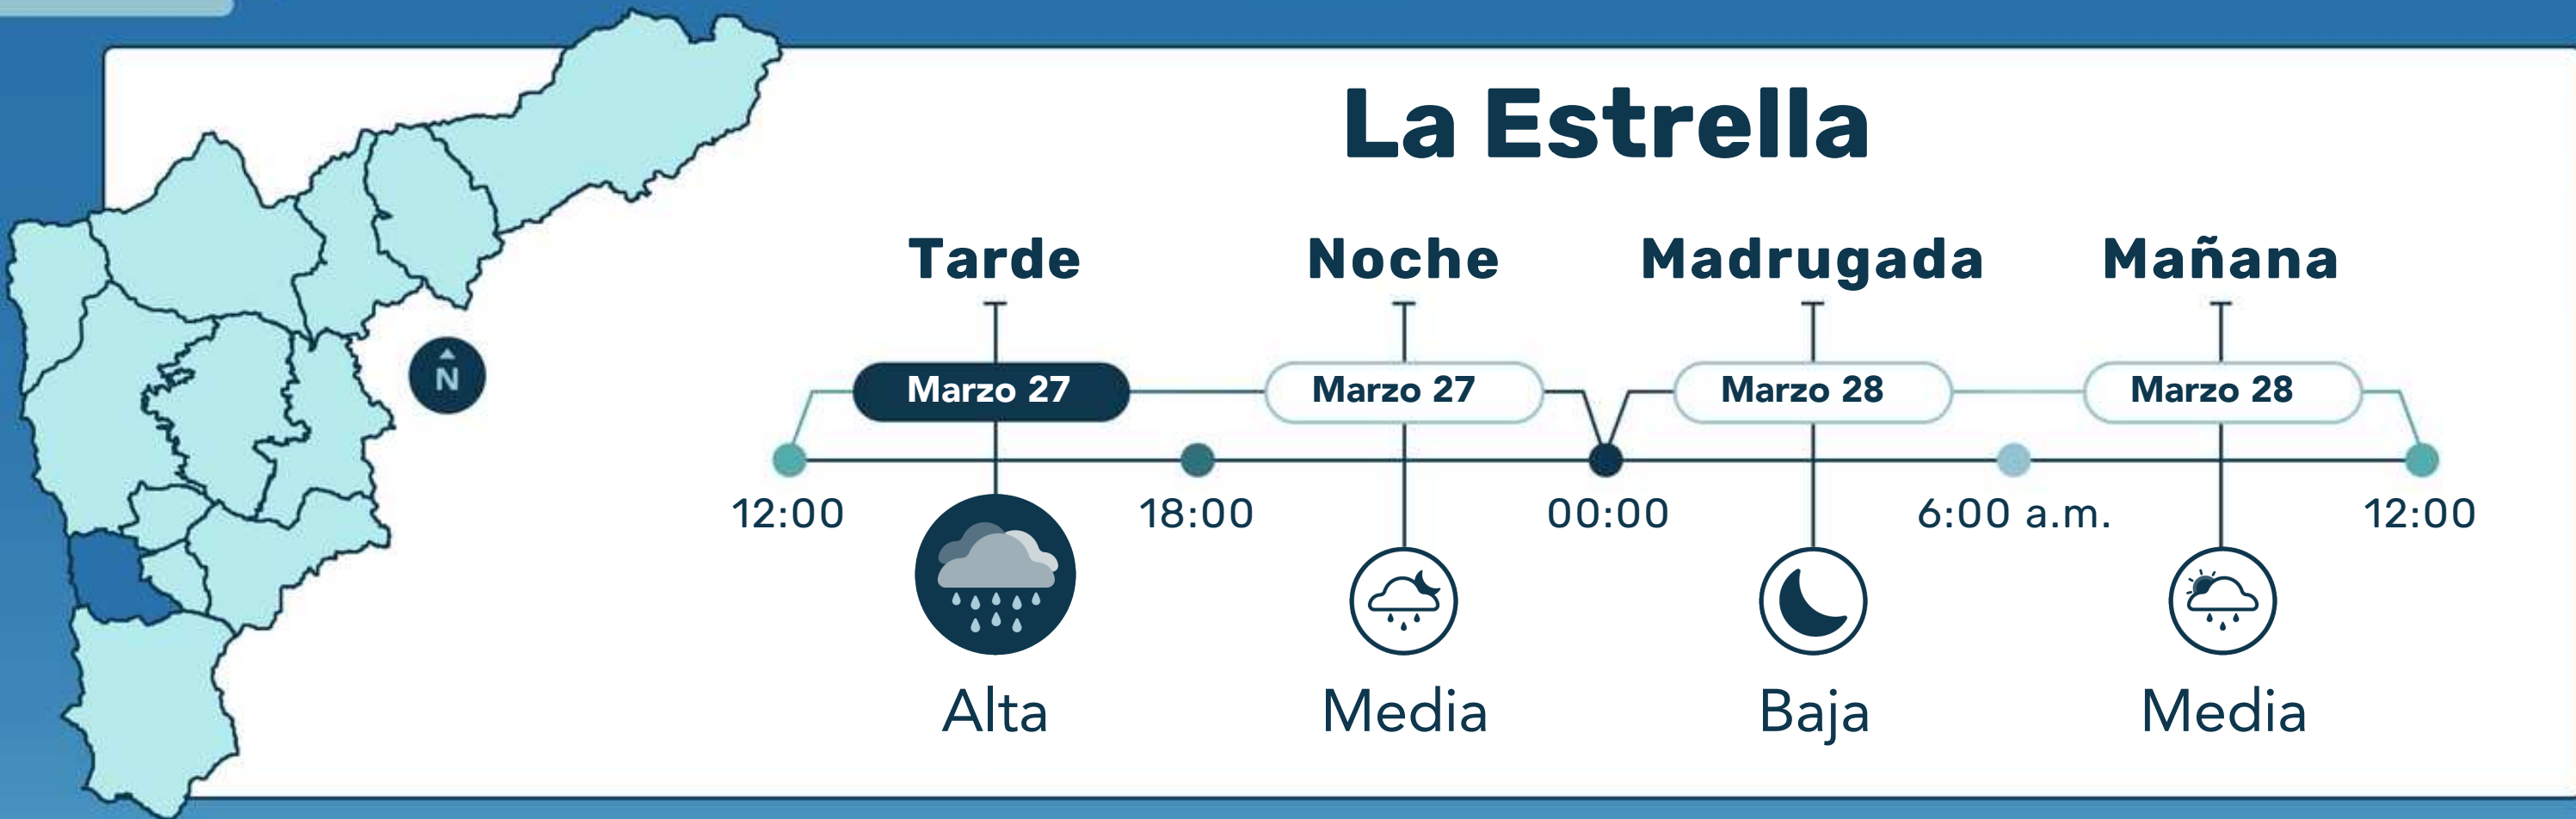 La Estrella
Tarde Noche Madrugada Mañana
N
Marzo 27 Marzo 27 Marzo 28 Marzo 28
12:00 18:00 00:00 6:00 a.m. 12:00
Alta Media Baja Media